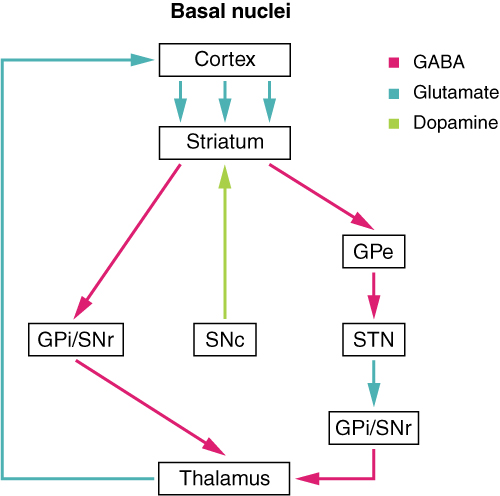 Basal nuclei
Cortex
GABA
Glutamate
Dopamine
Striatum
GPe
GPi/SNr
SNc
STN
GPi/SNr
Thalamus